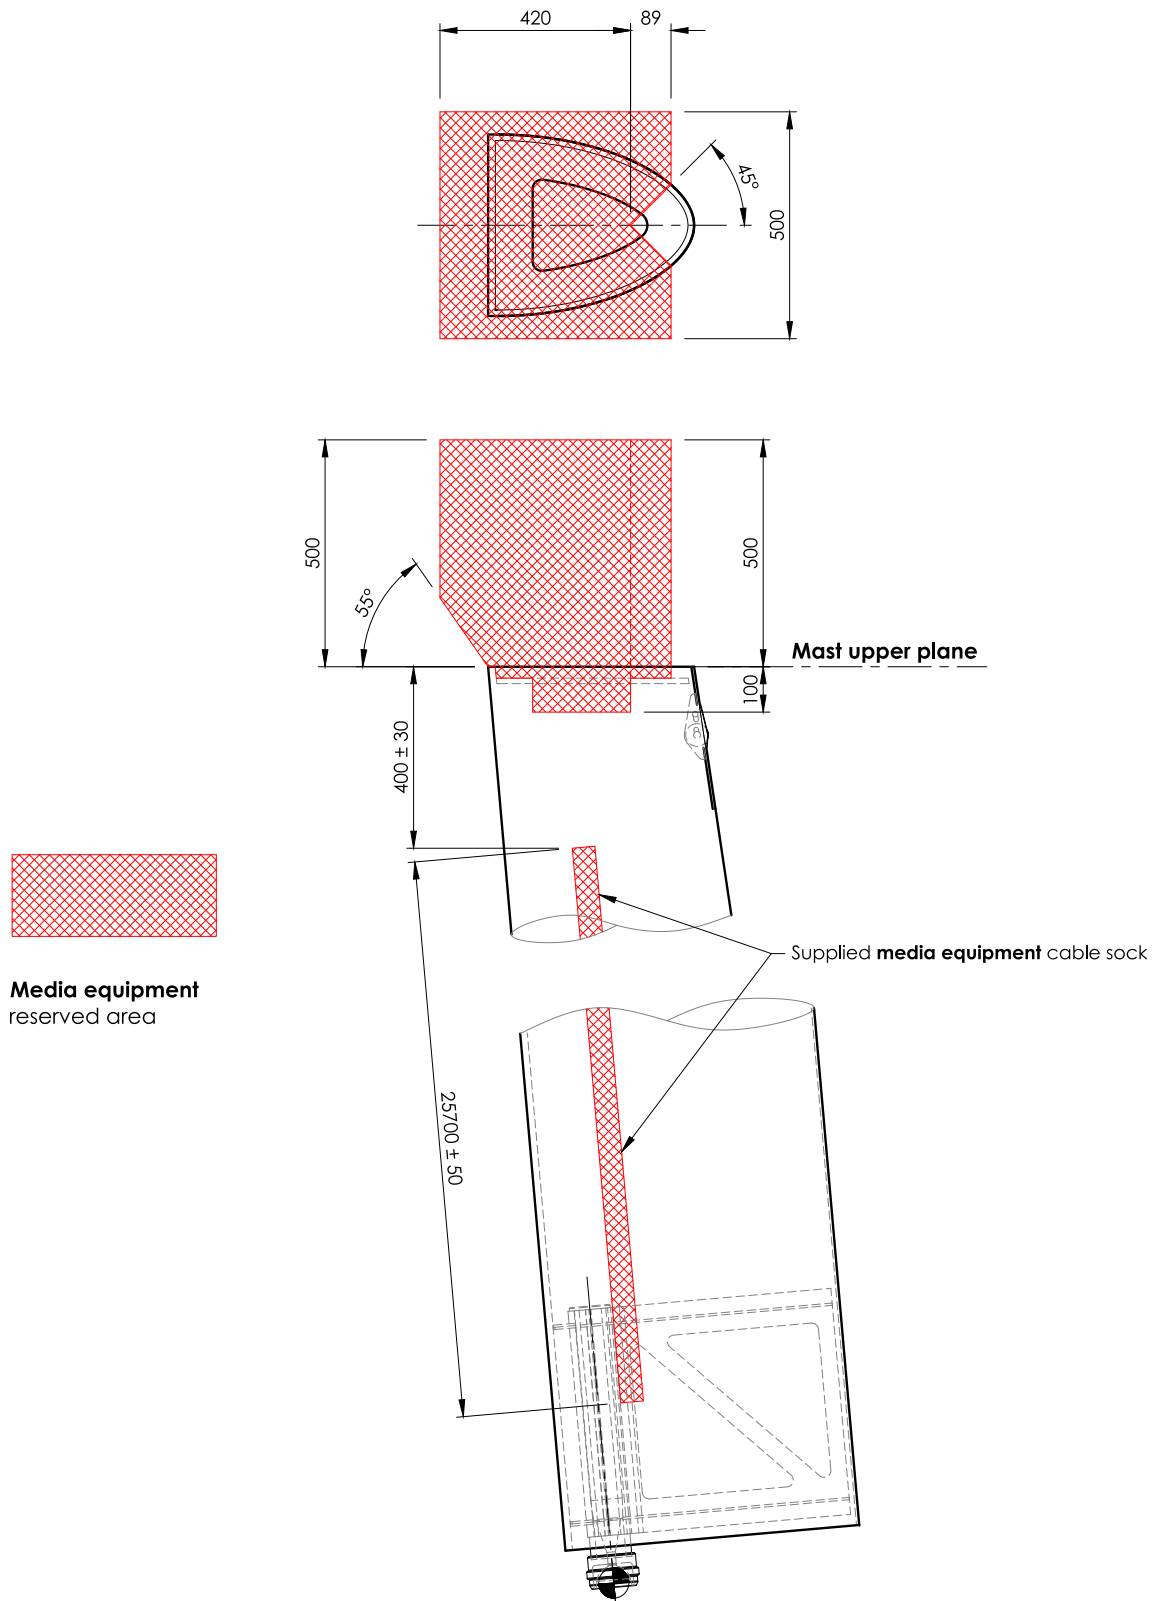 420
89
45°
500
500
55°
500
Mast upper plane
100
400 ± 30
Supplied media equipment cable sock
Media equipment
reserved area
25700 ± 50